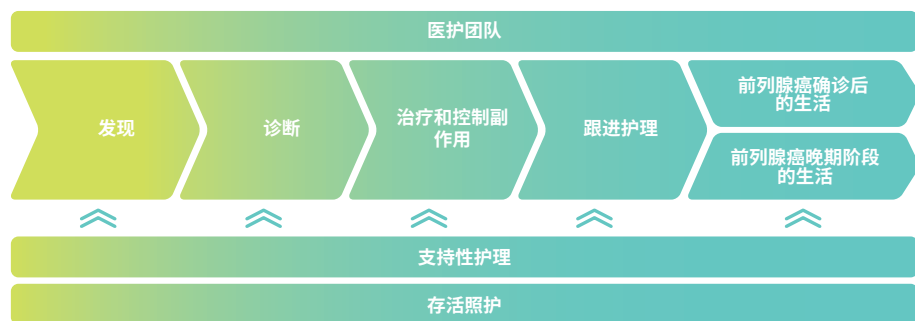 医护团队
发现
诊断
治疗和控制副
作用
跟进护理
前列腺癌确诊后
的生活
前列腺癌晚期阶段
的生活
支持性护理
存活照护